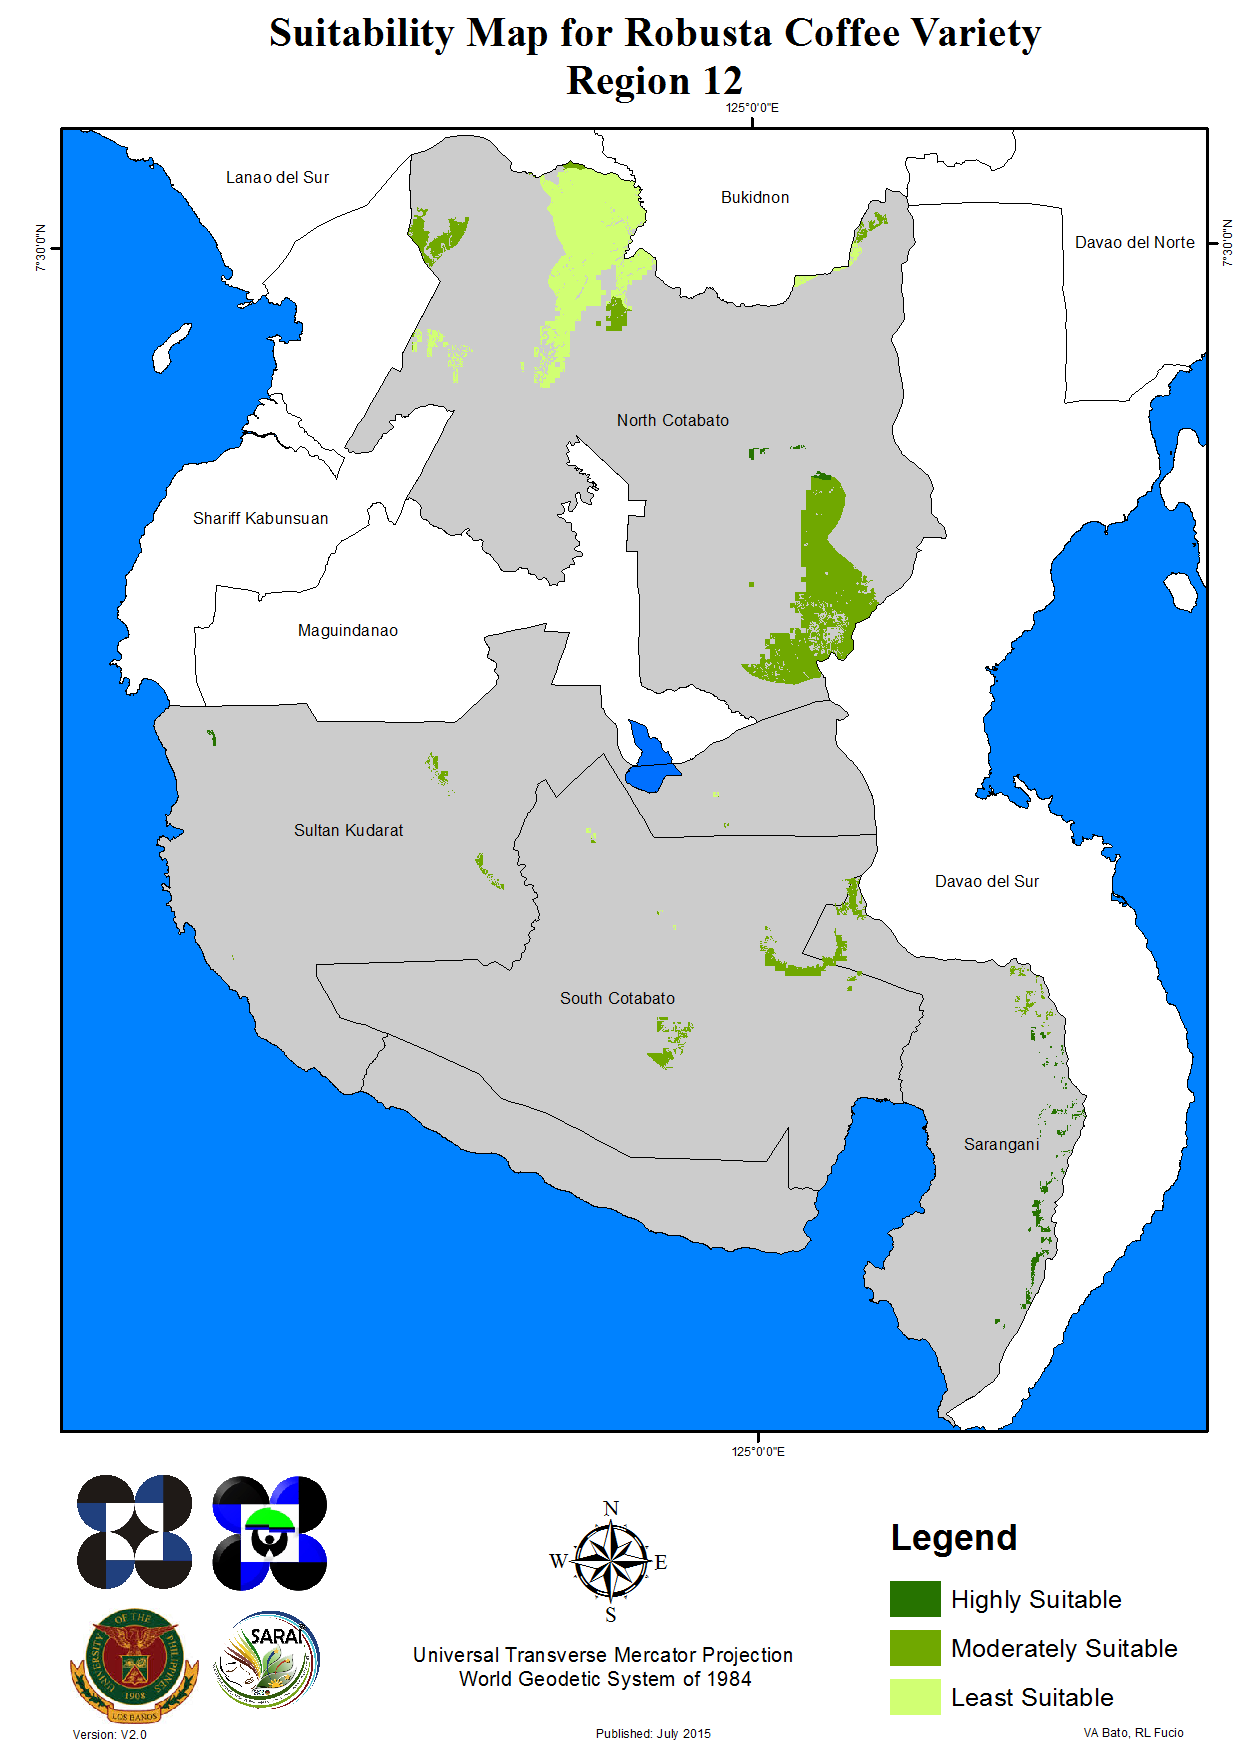 Suitability Map for Robusta Coffee Variety
Region 12
125°0'0"E
Lanao del Sur
Bukidnon
Davao del Norte
7°30'0"N
7°30'0"N
North Cotabato
Shariff Kabunsuan
Maguindanao
Sultan Kudarat
Davao del Sur
South Cotabato
Sarangani
125°0'0"E
N
W E
S
Legend
Highly Suitable
Moderately Suitable
Least Suitable
UNIVERSITY OF THE PHILIPPINES
1908
LOS BAÑOS
SARAI
Universal Transverse Mercator Projection
World Geodetic System of 1984
Version: V2.0
Published: July 2015
VA Bato, RL Fucio